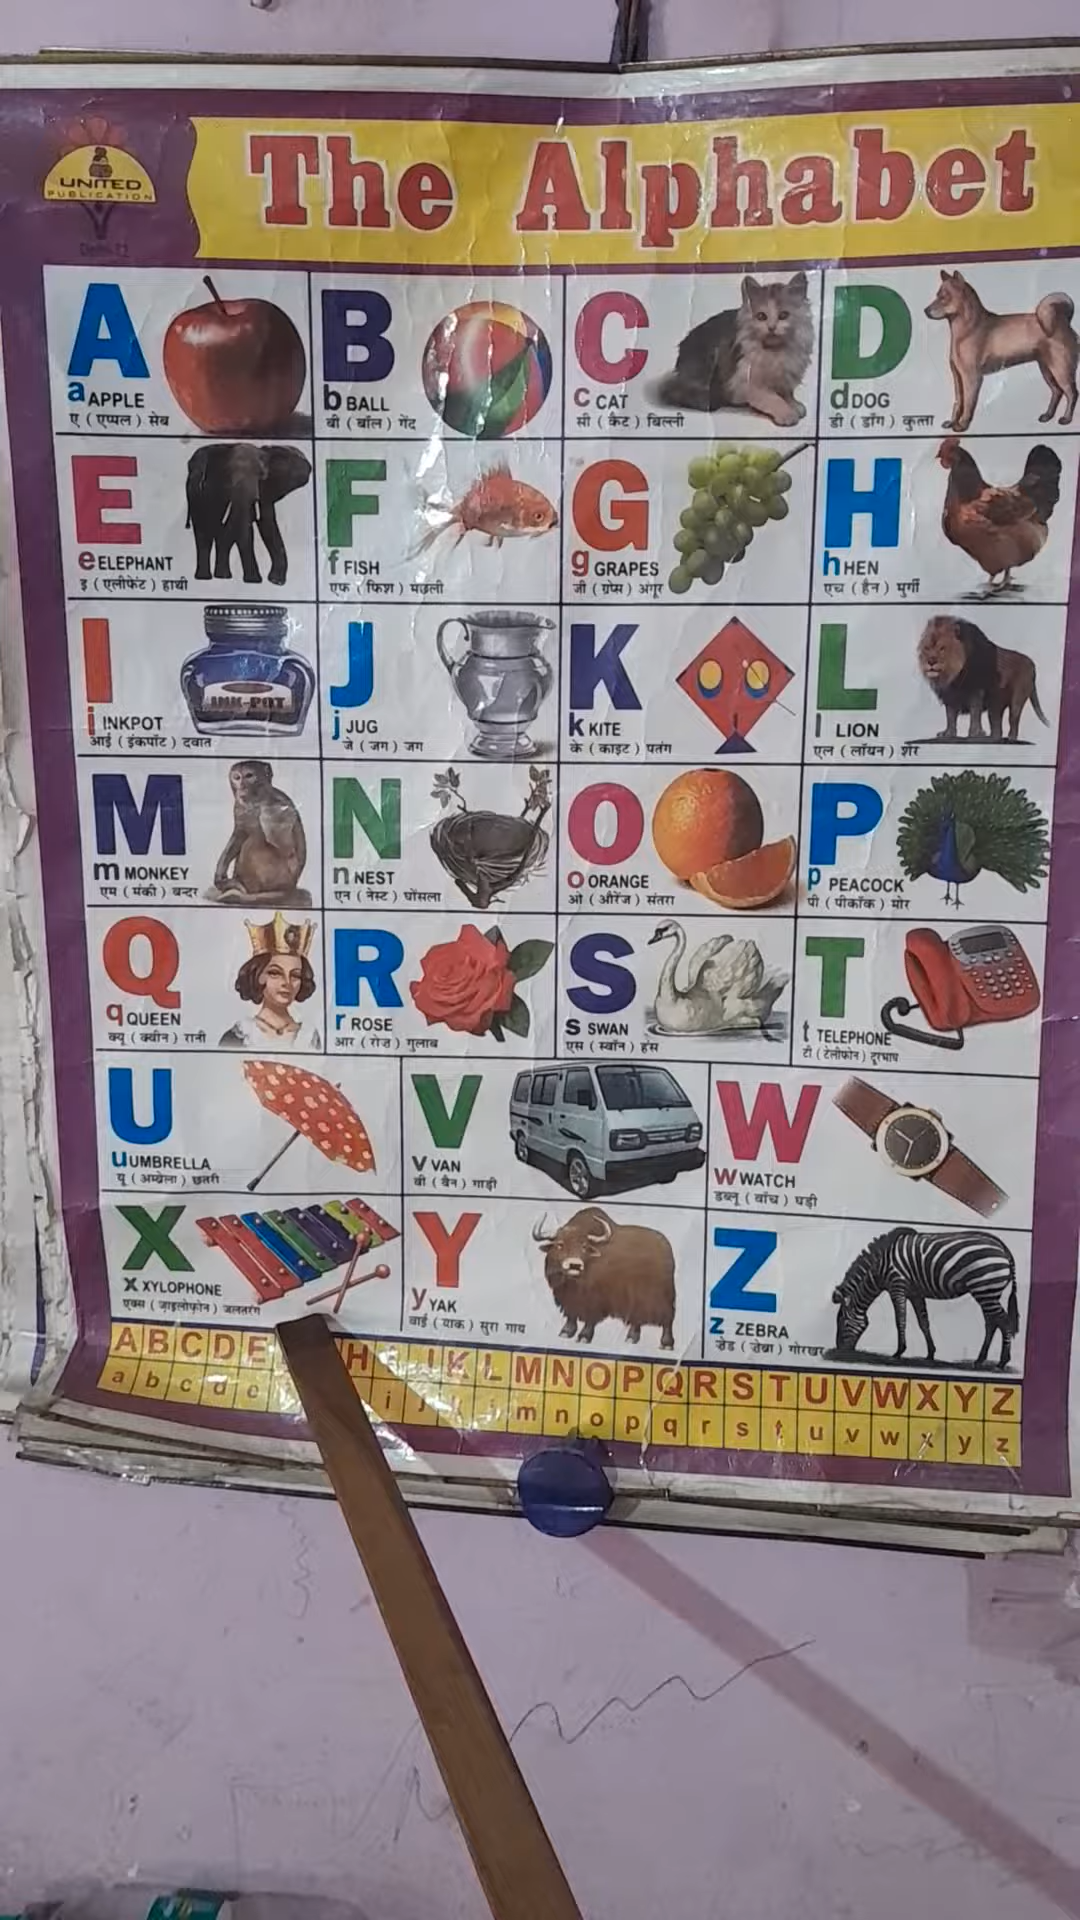 UNITED
PUBLICATION
Delhi-12
The Alphabet
A
a APPLE
ए ( एप्पल ) सेब
B
b BALL
बी ( बॉल ) गेंद
C
c CAT
सी ( कैट ) बिल्ली
D
d DOG
डी ( डॉग ) कुत्ता
E
e ELEPHANT
इ ( एलीफेंट ) हाथी
F
f FISH
एफ ( फिश ) मछली
G
g GRAPES
जी ( ग्रेप्स ) अंगूर
H
h HEN
एच ( हैन ) मुर्गी
I
i INKPOT
आई ( इंकपॉट ) दवात
INK-POT
J
j JUG
जे ( जग ) जग
K
k KITE
के ( काइट ) पतंग
L
l LION
एल ( लॉयन ) शेर
M
m MONKEY
एम ( मंकी ) बन्दर
N
n NEST
एन ( नेस्ट ) घोंसला
O
o ORANGE
ओ ( औरेंज ) संतरा
P
p PEACOCK
पी ( पीकॉक ) मोर
Q
q QUEEN
क्यू ( क्वीन ) रानी
R
r ROSE
आर ( रोज़ ) गुलाब
S
s SWAN
एस ( स्वॉन ) हंस
T
t TELEPHONE
टी ( टेलीफोन ) दूरभाष
U
u UMBRELLA
यू ( अम्ब्रेला ) छतरी
V
v VAN
वी ( वैन ) गाड़ी
W
w WATCH
डब्लू ( वॉच ) घड़ी
X
x XYLOPHONE
एक्स ( ज़ाइलोफ़ोन ) जलतरंग
Y
y YAK
वाई ( याक ) सुरा गाय
Z
z ZEBRA
ज़ेड ( ज़ेब्रा ) गोरखर
A B C D E H J K L M N O P Q R S T U V W X Y Z
a b c d e i j k l m n o p q r s t u v w x y z